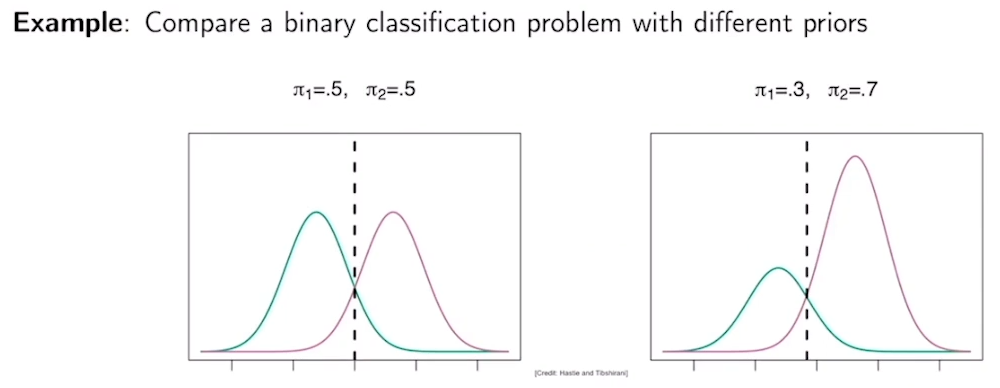 Example: Compare a binary classification problem with different priors
π₁=.5, π₂=.5
π₁=.3, π₂=.7
[Credit: Hastie and Tibshirani]